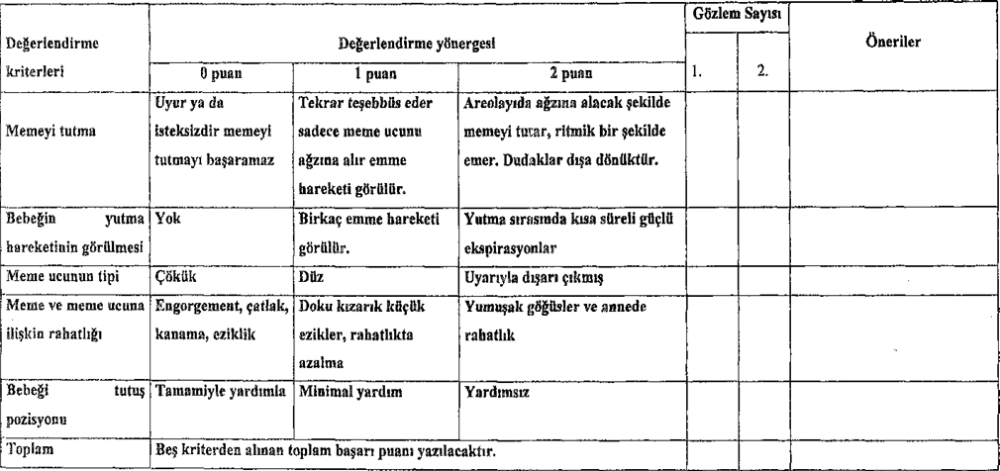 Değerlendirme kriterleri
Değerlendirme yönergesi
Gözlem Sayısı
Öneriler
0 puan
1 puan
2 puan
1.
2.
Memeyi tutma
Uyur ya da
isteksizdir memeyi
tutmayı başaramaz
Tekrar teşebbüs eder
sadece meme ucunu
ağzına alır emme
hareketi görülür.
Areolayıda ağzına alacak şekilde
memeyi tutar, ritmik bir şekilde
emer. Dudaklar dışa dönüktür.
Bebeğin yutma
hareketinin görülmesi
Yok
Birkaç emme hareketi
görülür.
Yutma sırasında kısa süreli güçlü
ekspirasyonlar
Meme ucunun tipi
Çökük
Düz
Uyarıyla dışarı çıkmış
Meme ve meme ucuna
ilişkin rahatlığı
Engorgement, çatlak,
kanama, eziklik
Doku kızarık küçük
ezikler, rahatlıkta
azalma
Yumuşak göğüsler ve annede
rahatlık
Bebeği tutuş
pozisyonu
Tamamiyle yardımla
Minimal yardım
Yardımsız
Toplam
Beş kriterden alınan toplam başarı puanı yazılacaktır.